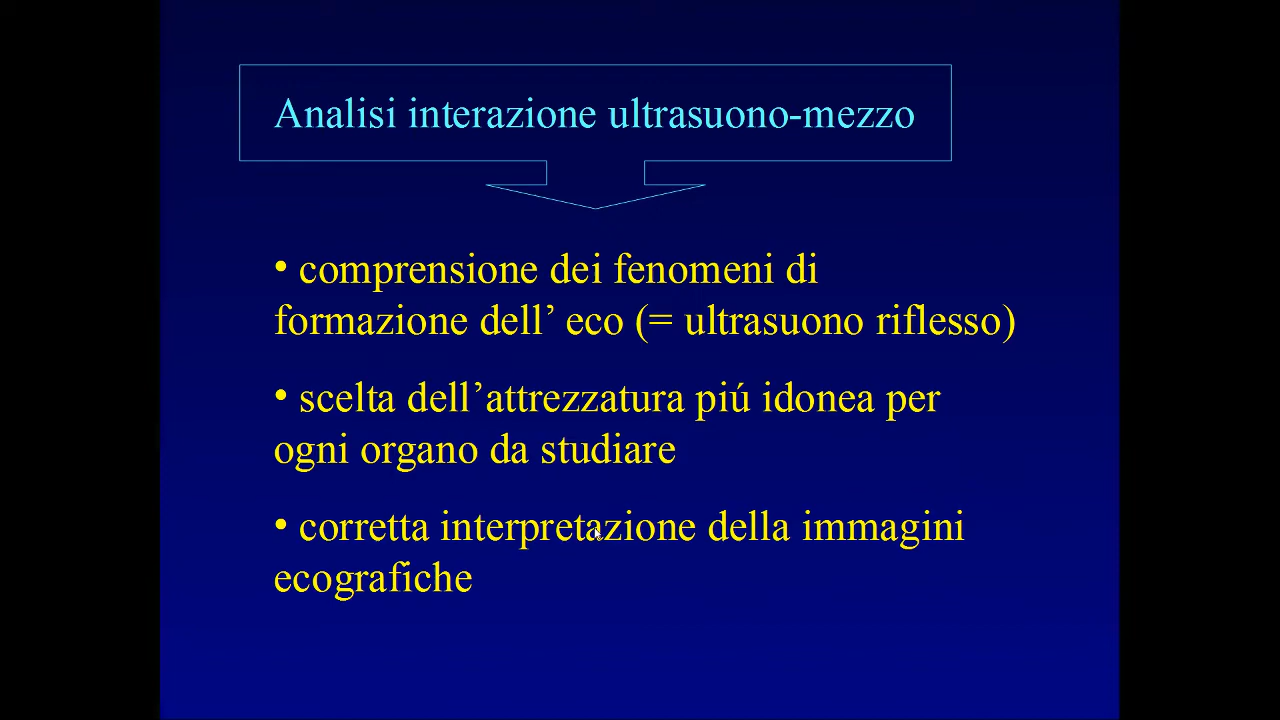 Analisi interazione ultrasuono-mezzo
• comprensione dei fenomeni di
formazione dell’ eco (= ultrasuono riflesso)
• scelta dell’attrezzatura piú idonea per
ogni organo da studiare
• corretta interpretazione della immagini
ecografiche